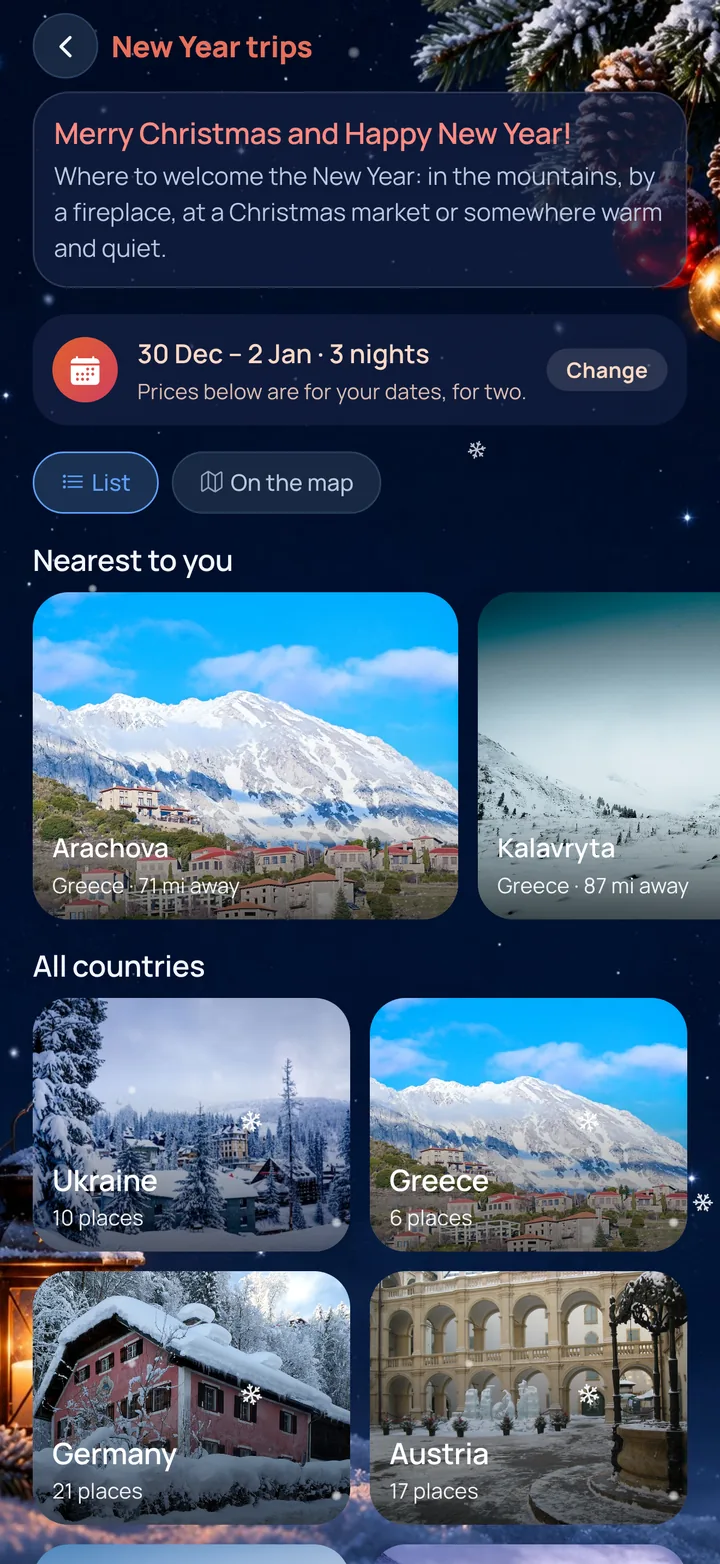 New Year trips
Merry Christmas and Happy New Year!
Where to welcome the New Year: in the mountains, by
a fireplace, at a Christmas market or somewhere warm
and quiet.
30 Dec – 2 Jan · 3 nights
Prices below are for your dates, for two.
Change
List
On the map
Nearest to you
Arachova
Greece · 71 mi away
Kalavryta
Greece · 87 mi away
All countries
Ukraine
10 places
Greece
6 places
Germany
21 places
Austria
17 places